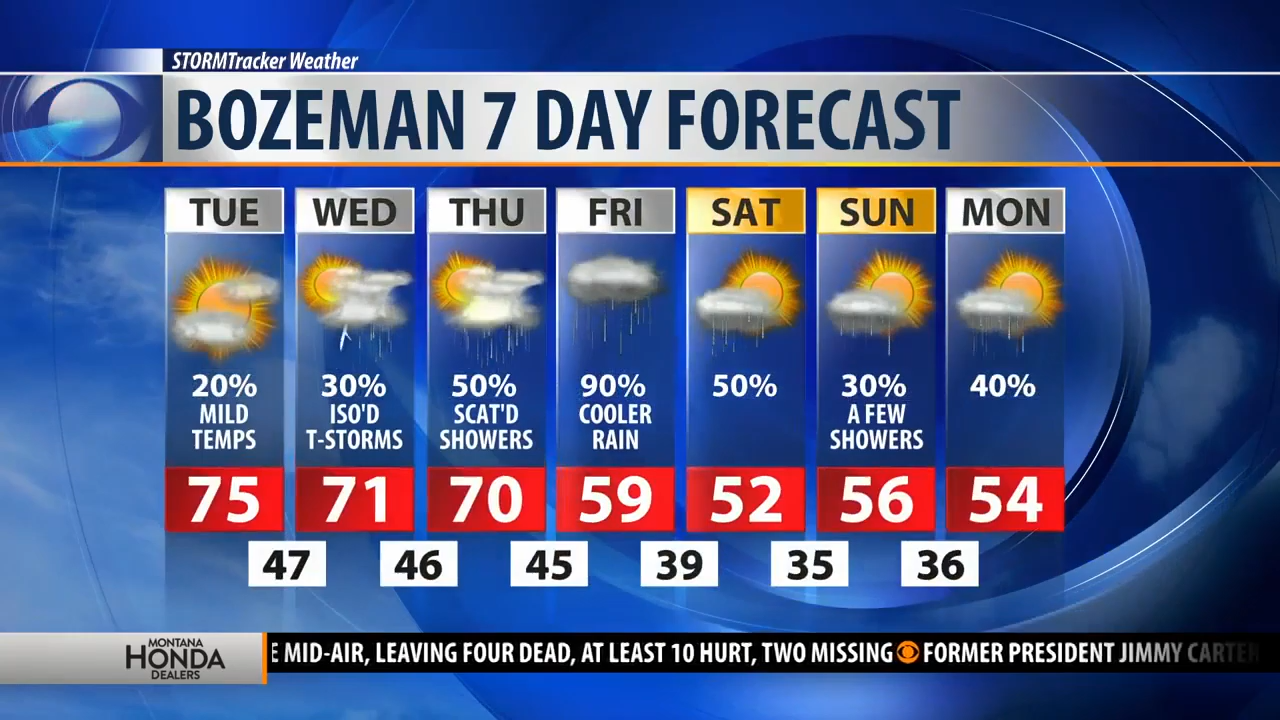 STORMTracker Weather
BOZEMAN 7 DAY FORECAST
TUE WED THU FRI SAT SUN MON
20% 30% 50% 90% 50% 30% 40%
MILD ISO'D SCAT'D COOLER A FEW
TEMPS T-STORMS SHOWERS RAIN SHOWERS
75 71 70 59 52 56 54
47 46 45 39 35 36
MONTANA
HONDA
DEALERS
E MID-AIR, LEAVING FOUR DEAD, AT LEAST 10 HURT, TWO MISSING FORMER PRESIDENT JIMMY CARTER